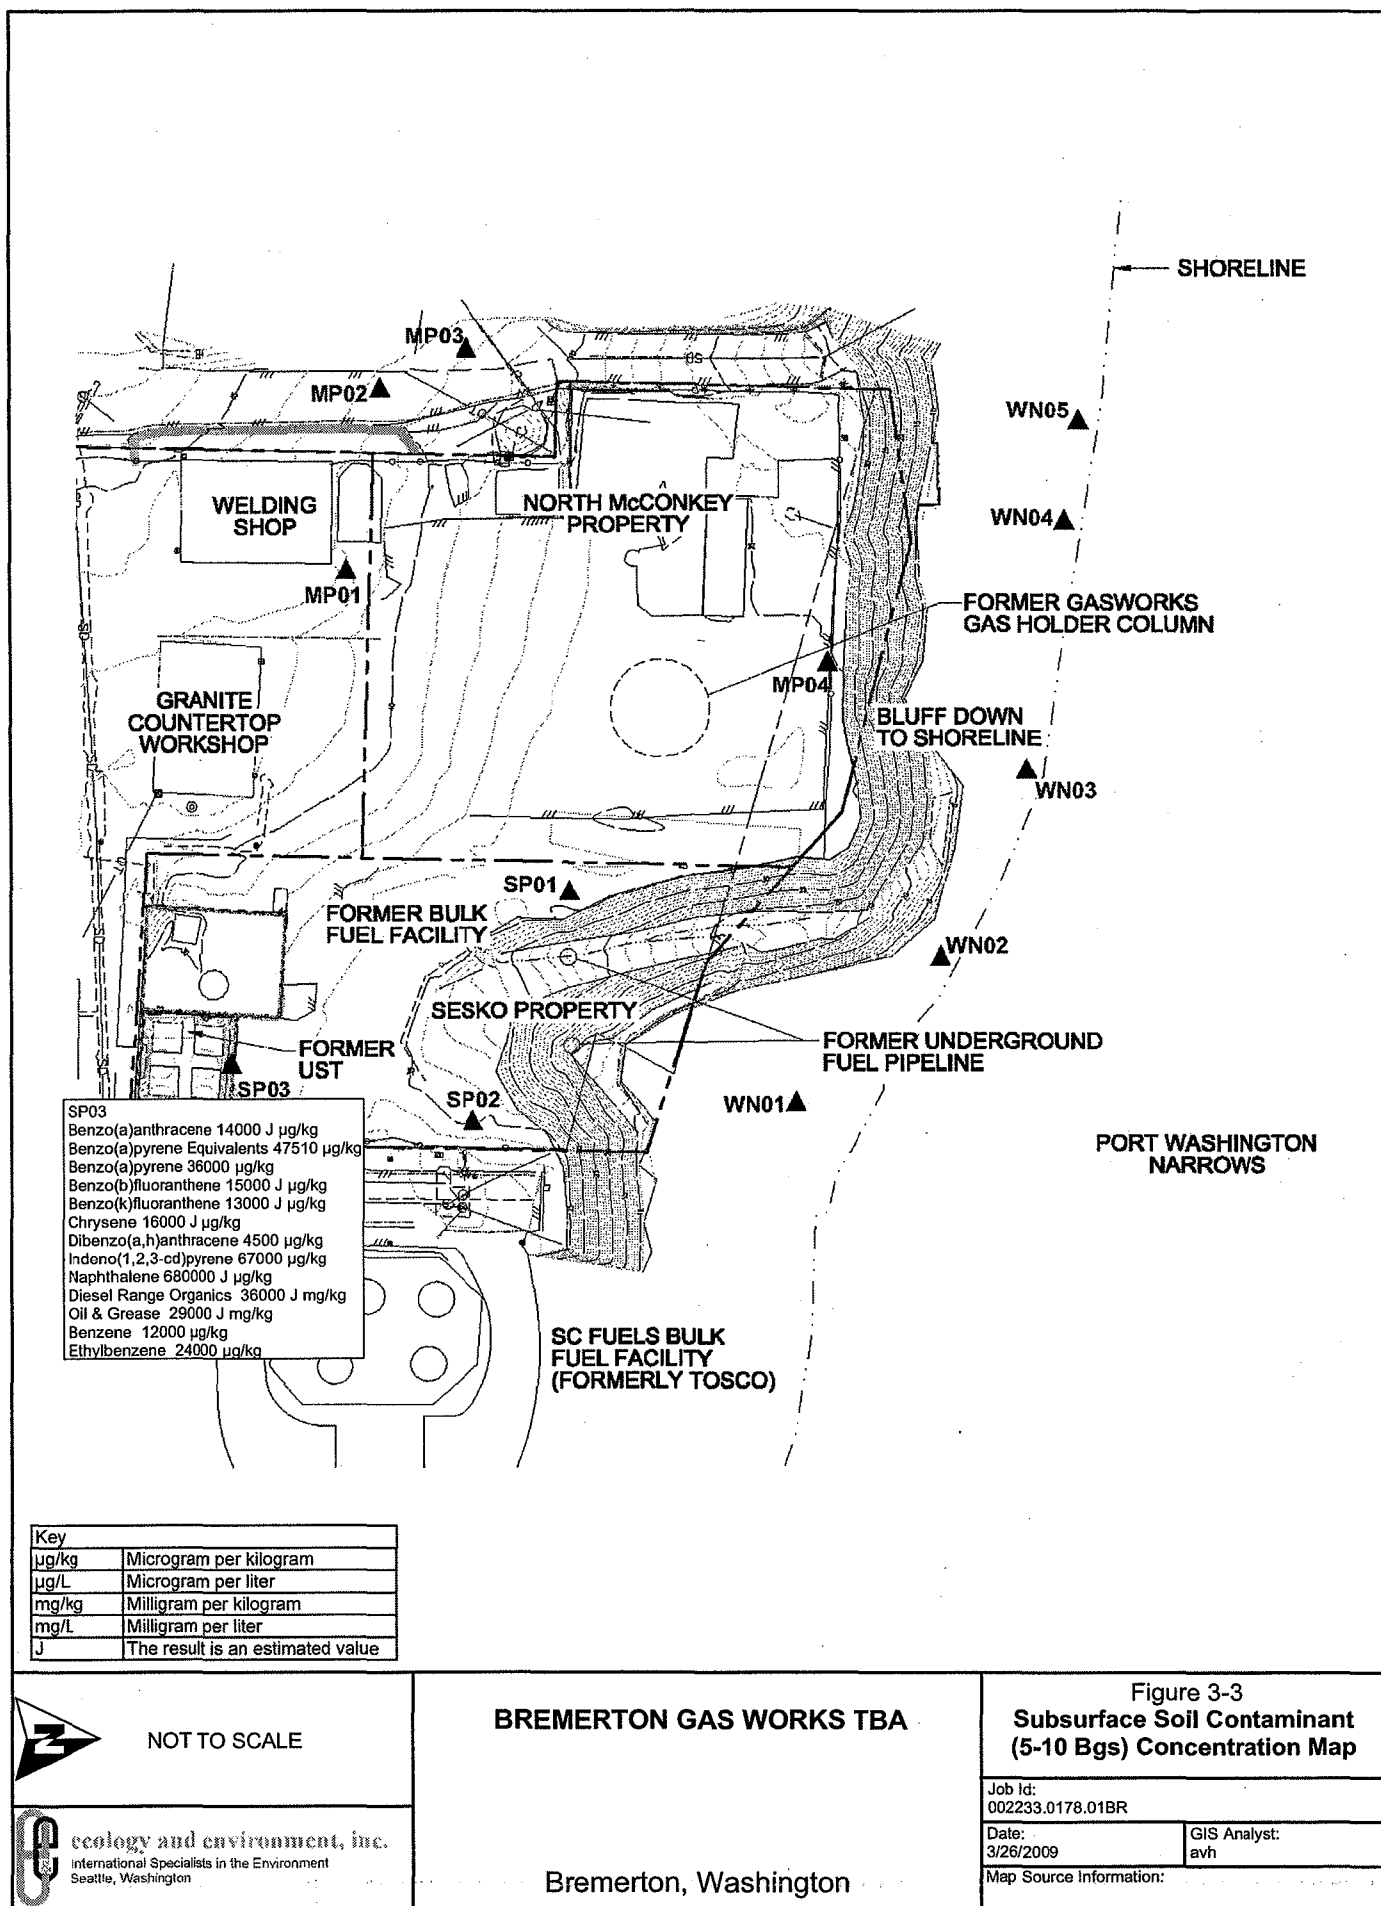 SHORELINE
MP03
MP02
WN05
WN04
WELDING
SHOP
NORTH McCONKEY
PROPERTY
MP01
FORMER GASWORKS
GAS HOLDER COLUMN
MP04
GRANITE
COUNTERTOP
WORKSHOP
BLUFF DOWN
TO SHORELINE
WN03
SP01
FORMER BULK
FUEL FACILITY
WN02
SESKO PROPERTY
FORMER UNDERGROUND
FUEL PIPELINE
FORMER
UST
SP03
SP02
WN01
PORT WASHINGTON
NARROWS
SP03
Benzo(a)anthracene 14000 J µg/kg
Benzo(a)pyrene Equivalents 47510 µg/kg
Benzo(a)pyrene 36000 µg/kg
Benzo(b)fluoranthene 15000 J µg/kg
Benzo(k)fluoranthene 13000 J µg/kg
Chrysene 16000 J µg/kg
Dibenzo(a,h)anthracene 4500 µg/kg
Indeno(1,2,3-cd)pyrene 67000 µg/kg
Naphthalene 680000 J µg/kg
Diesel Range Organics 36000 J mg/kg
Oil & Grease 29000 J mg/kg
Benzene 12000 µg/kg
Ethylbenzene 24000 µg/kg
SC FUELS BULK
FUEL FACILITY
(FORMERLY TOSCO)
Key
µg/kg Microgram per kilogram
µg/L Microgram per liter
mg/kg Milligram per kilogram
mg/L Milligram per liter
J The result is an estimated value
N
NOT TO SCALE
BREMERTON GAS WORKS TBA
Bremerton, Washington
Figure 3-3
Subsurface Soil Contaminant
(5-10 Bgs) Concentration Map
Job Id:
002233.0178.01BR
Date:
3/26/2009
GIS Analyst:
avh
Map Source Information:
ecology and environment, inc.
International Specialists in the Environment
Seattle, Washington